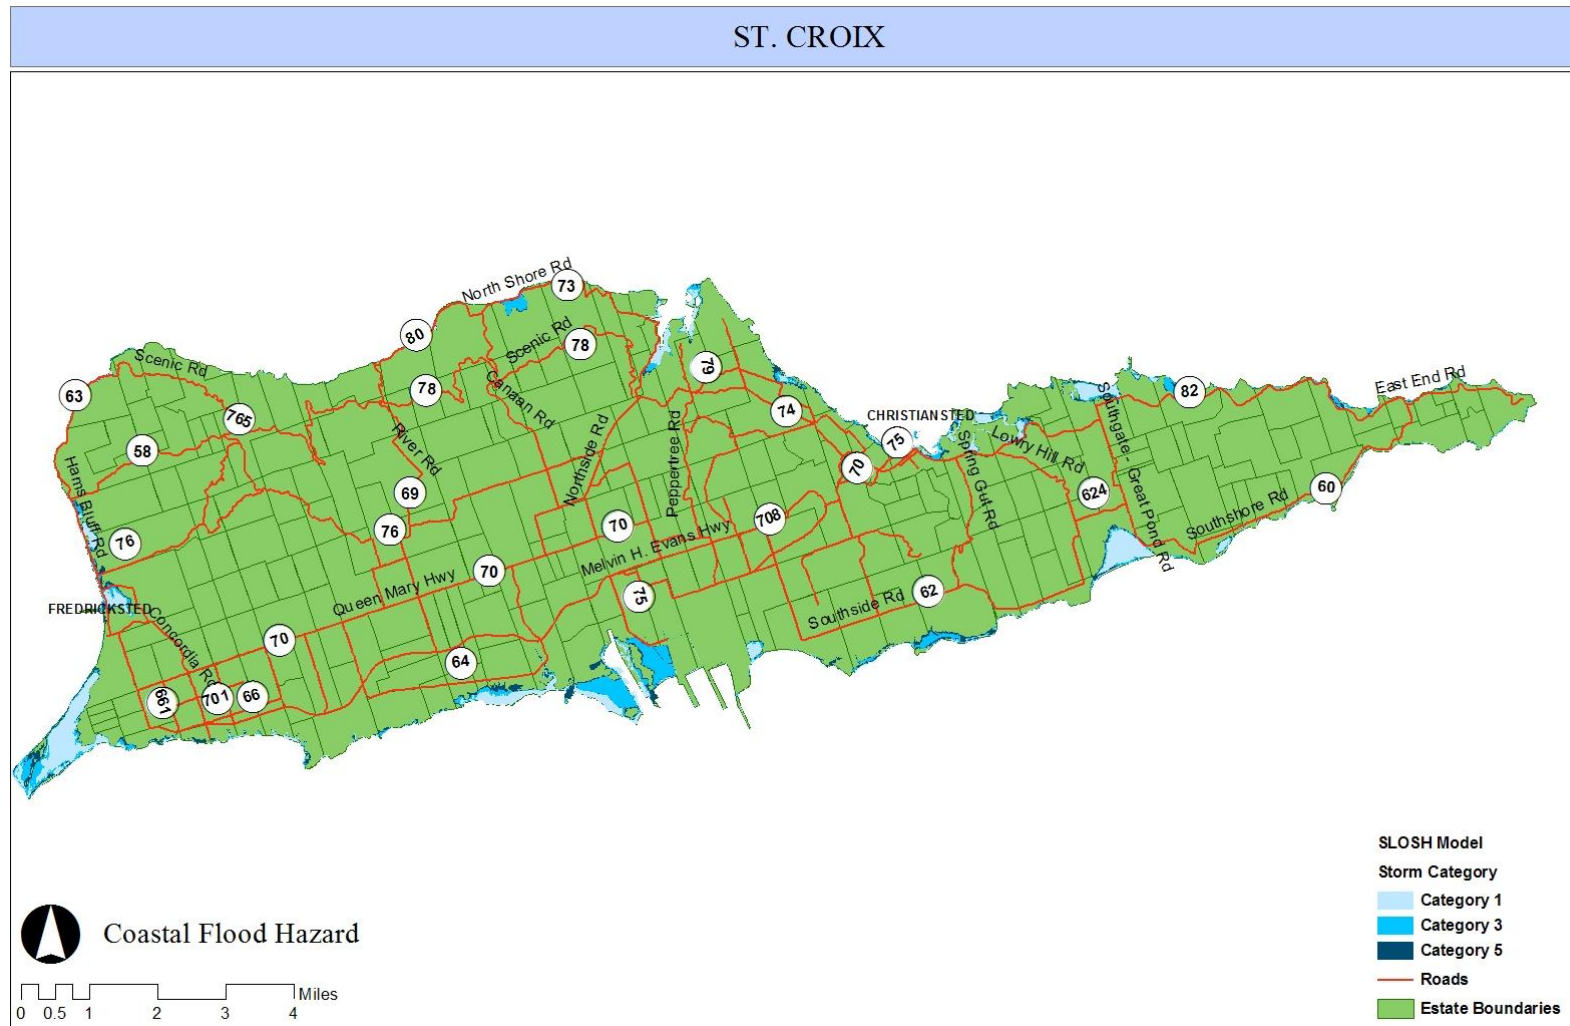 ST. CROIX
North Shore Rd
73
80
Scenic Rd
78
Scenic Rd
63
78
Canaan Rd
79
765
58
River Rd
Northside Rd
Peppertree Rd
74
CHRISTIANSTED
75
70
Spring Gut Rd
Lowry Hill Rd
Southgate - Great Pond Rd
82
East End Rd
624
60
Southshore Rd
Hams Bluff Rd
76
69
76
70
708
Melvin H. Evans Hwy
70
Queen Mary Hwy
75
62
Southside Rd
FREDRICKSTED
Concordia Rd
70
64
661
701
66
SLOSH Model
Storm Category
Category 1
Category 3
Category 5
Roads
Estate Boundaries
Coastal Flood Hazard
Miles
0 0.5 1 2 3 4